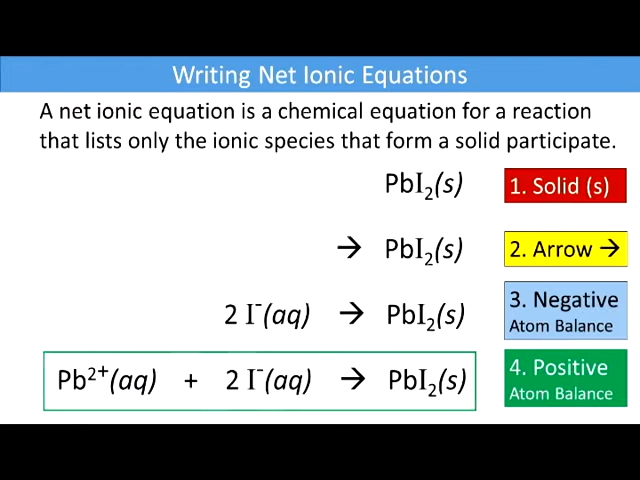 Writing Net Ionic Equations
A net ionic equation is a chemical equation for a reaction
that lists only the ionic species that form a solid participate.
PbI₂(s)
1. Solid (s)
→ PbI₂(s)
2. Arrow →
2 I⁻(aq) → PbI₂(s)
3. Negative
Atom Balance
Pb²⁺(aq) + 2 I⁻(aq) → PbI₂(s)
4. Positive
Atom Balance